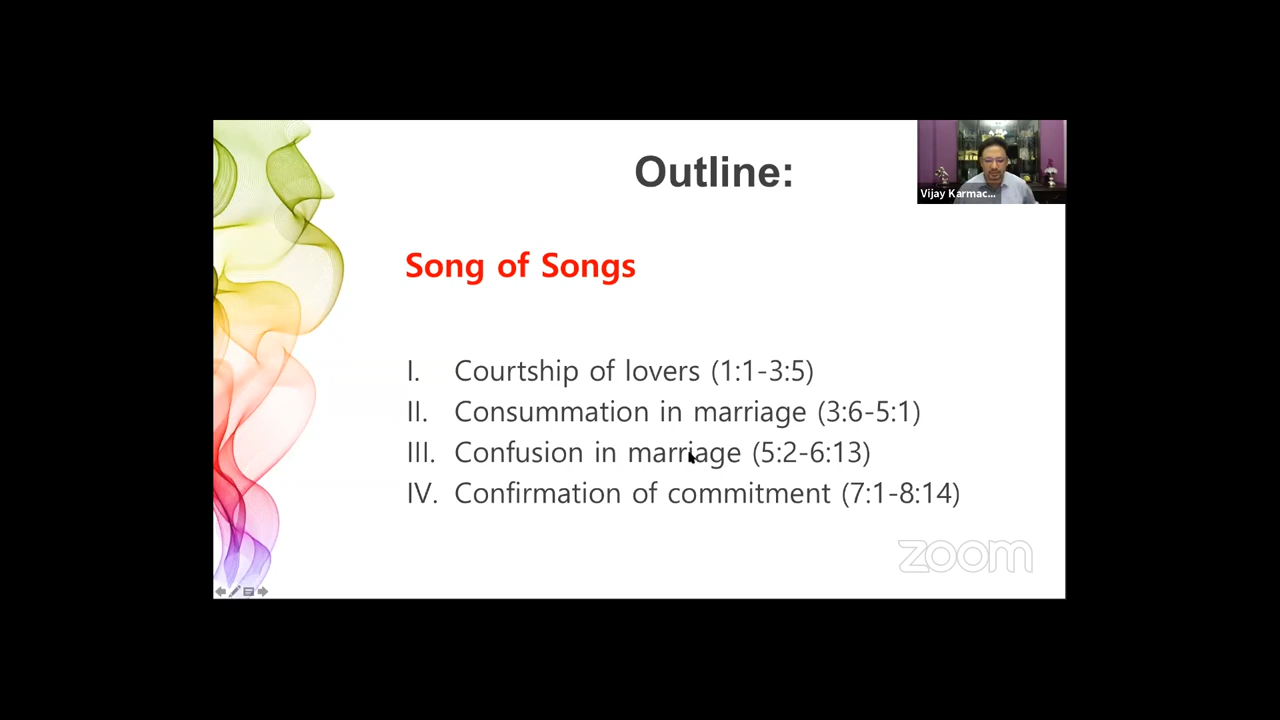 Outline:
Vijay Karmac...
Song of Songs
I. Courtship of lovers (1:1-3:5)
II. Consummation in marriage (3:6-5:1)
III. Confusion in marriage (5:2-6:13)
IV. Confirmation of commitment (7:1-8:14)
zoom